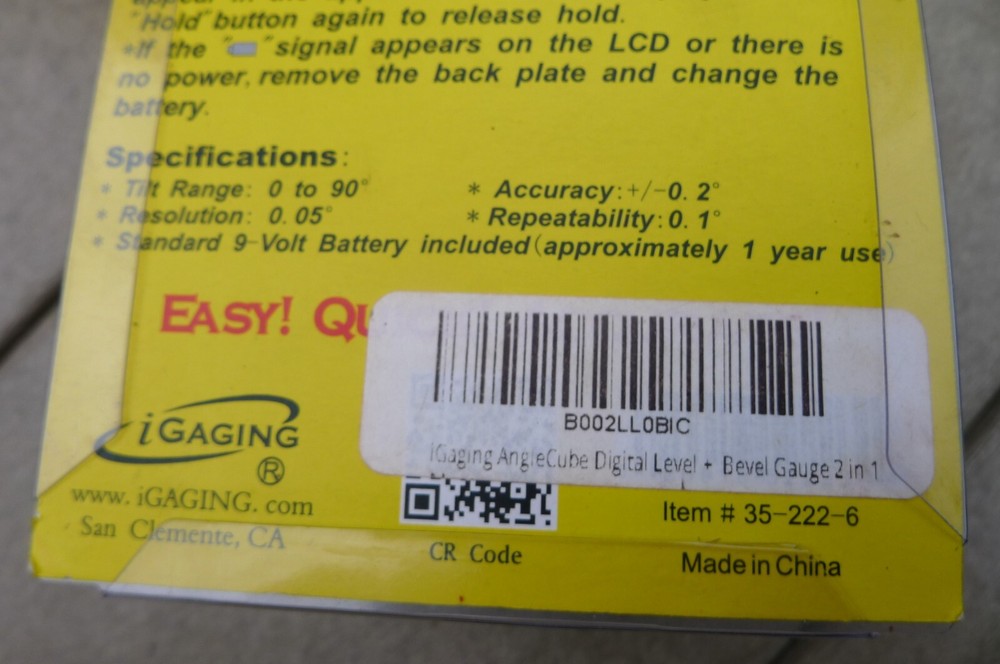 "Hold" button again to release hold.
*If the " " signal appears on the LCD or there is
no power, remove the back plate and change the
battery.
Specifications:
* Tilt Range: 0 to 90° * Accuracy:+/-0. 2°
* Resolution: 0. 05° * Repeatability:0. 1°
* Standard 9-Volt Battery included(approximately 1 year use)
EASY!
B002LL0BIC
iGaging AngleCube Digital Level + Bevel Gauge 2 in 1
iGAGING
®
www. iGAGING. com
San Clemente, CA
CR Code
Item # 35-222-6
Made in China